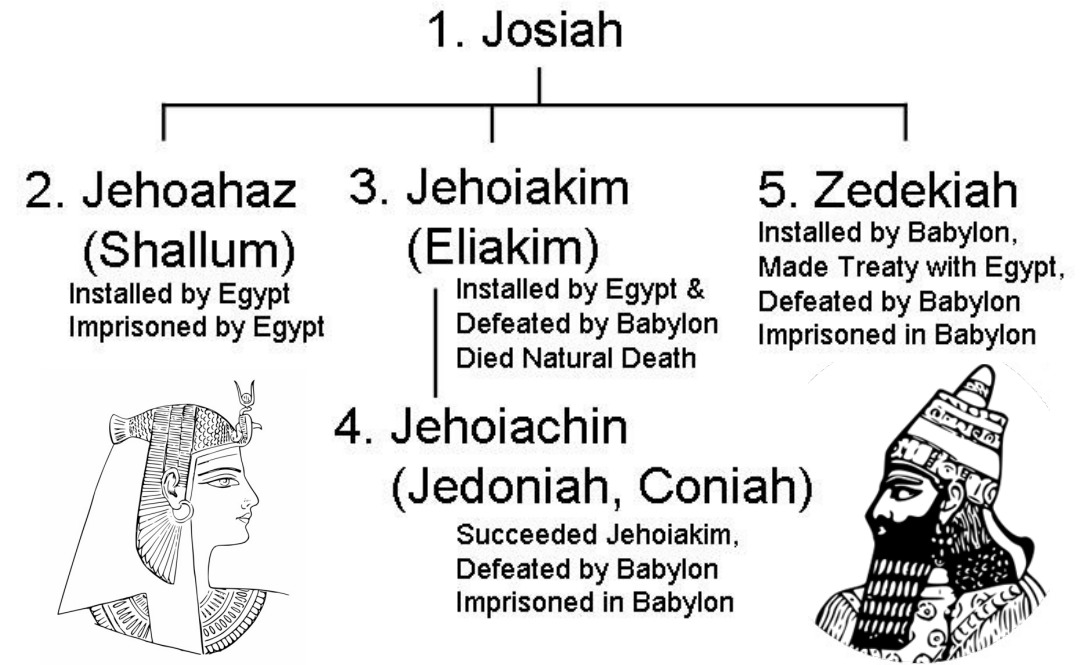 1. Josiah
2. Jehoahaz
(Shallum)
Installed by Egypt
Imprisoned by Egypt
3. Jehoiakim
(Eliakim)
Installed by Egypt &
Defeated by Babylon
Died Natural Death
4. Jehoiachin
(Jedoniah, Coniah)
Succeeded Jehoiakim,
Defeated by Babylon
Imprisoned in Babylon
5. Zedekiah
Installed by Babylon,
Made Treaty with Egypt,
Defeated by Babylon
Imprisoned in Babylon